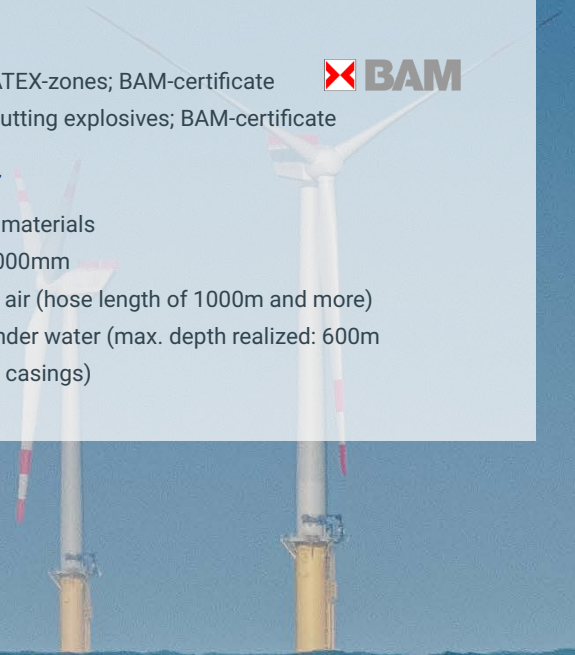 ATEX-zones; BAM-certificate
BAM
utting explosives; BAM-certificate
materials
000mm
air (hose length of 1000m and more)
nder water (max. depth realized: 600m
casings)